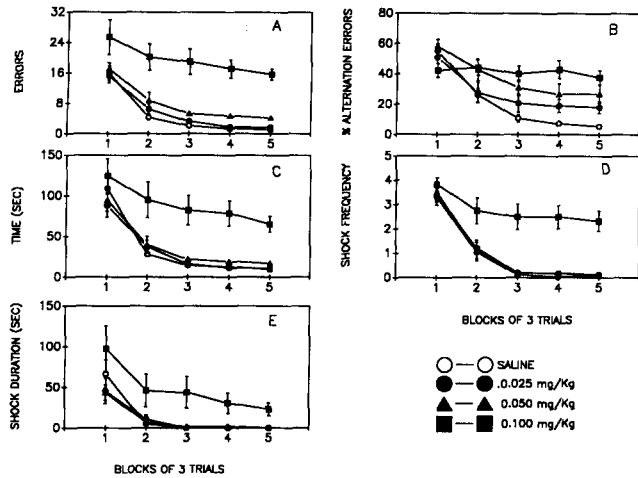 A
ERRORS
32
24
16
8
0
1 2 3 4 5
B
% ALTERNATION ERRORS
80
60
40
20
0
1 2 3 4 5
C
TIME (SEC)
150
100
50
0
1 2 3 4 5
D
SHOCK FREQUENCY
5
4
3
2
1
0
1 2 3 4 5
BLOCKS OF 3 TRIALS
E
SHOCK DURATION (SEC)
150
100
50
0
1 2 3 4 5
BLOCKS OF 3 TRIALS
SALINE
.0.025 mg/Kg
0.050 mg/Kg
0.100 mg/Kg